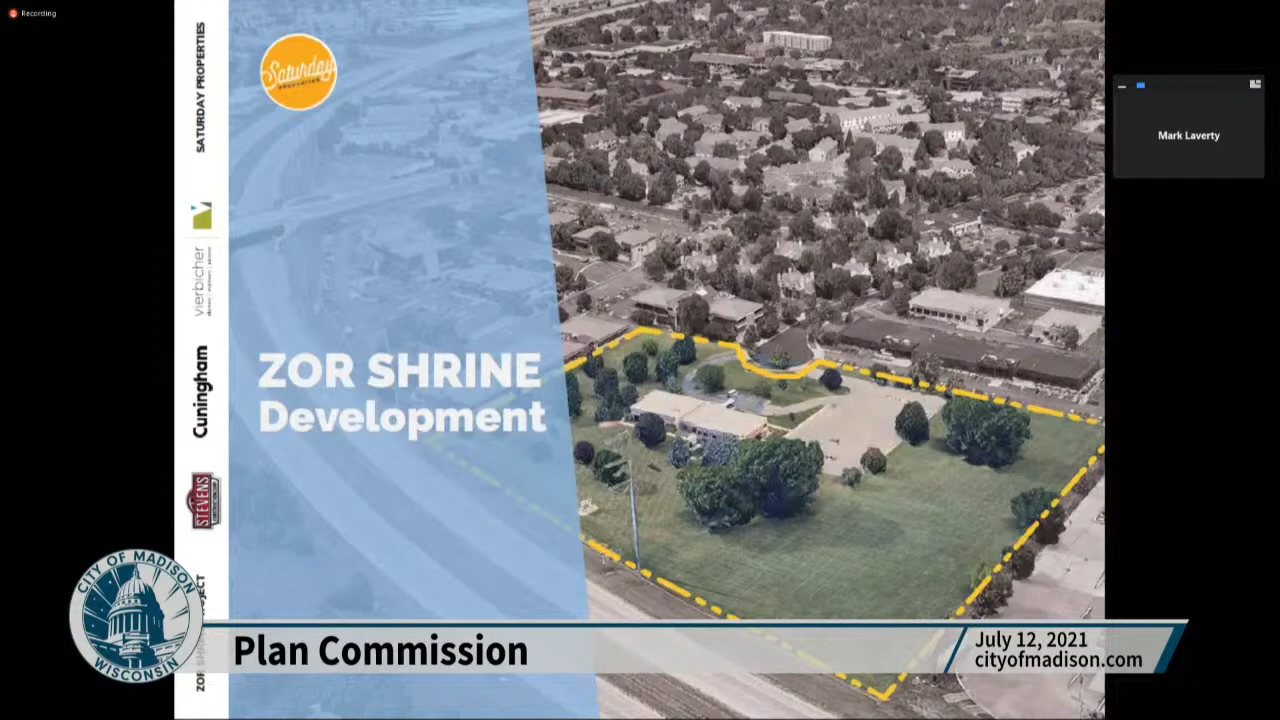 Recording
SATURDAY PROPERTIES
Saturday
PROPERTIES
vierbicher
Cuningham
STEVENS
ZOR SHRINE
Development
Mark Laverty
CITY OF MADISON
WISCONSIN
Plan Commission
July 12, 2021
cityofmadison.com